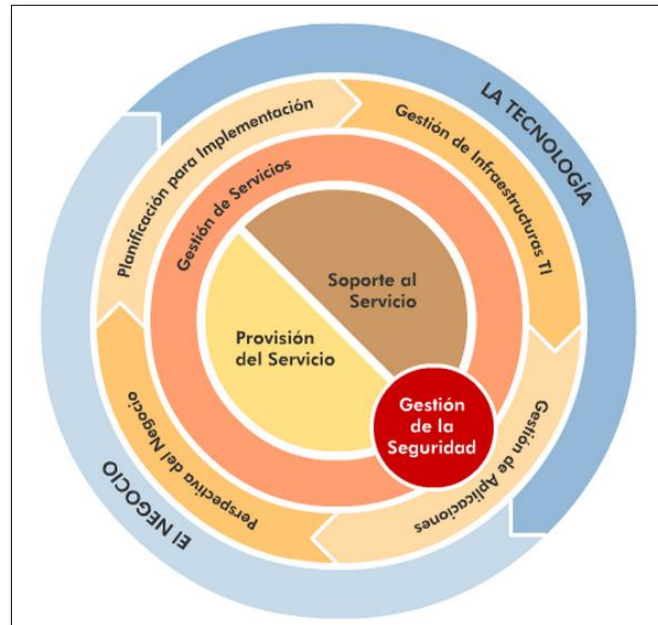 LA TECNOLOGÍA
Planificación para Implementación
Gestión de Infraestructuras TI
Gestión de Servicios
Soporte al
Servicio
Provisión
del Servicio
Gestión
de la
Seguridad
Gestión de Aplicaciones
Perspectiva del Negocio
El NEGOCIO